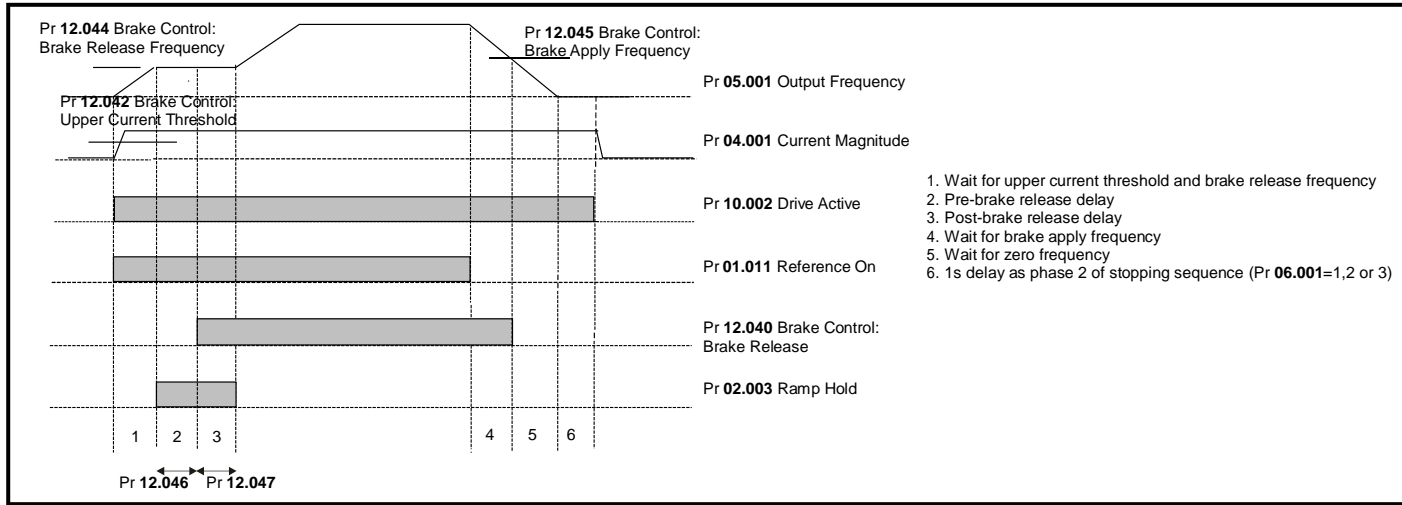 Pr 12.044 Brake Control:
Brake Release Frequency
Pr 12.045 Brake Control:
Brake Apply Frequency
Pr 05.001 Output Frequency
Pr 12.042 Brake Control:
Upper Current Threshold
Pr 04.001 Current Magnitude
Pr 10.002 Drive Active
Pr 01.011 Reference On
Pr 12.040 Brake Control:
Brake Release
Pr 02.003 Ramp Hold
1 2 3 4 5 6
Pr 12.046 Pr 12.047
1. Wait for upper current threshold and brake release frequency
2. Pre-brake release delay
3. Post-brake release delay
4. Wait for brake apply frequency
5. Wait for zero frequency
6. 1s delay as phase 2 of stopping sequence (Pr 06.001=1,2 or 3)